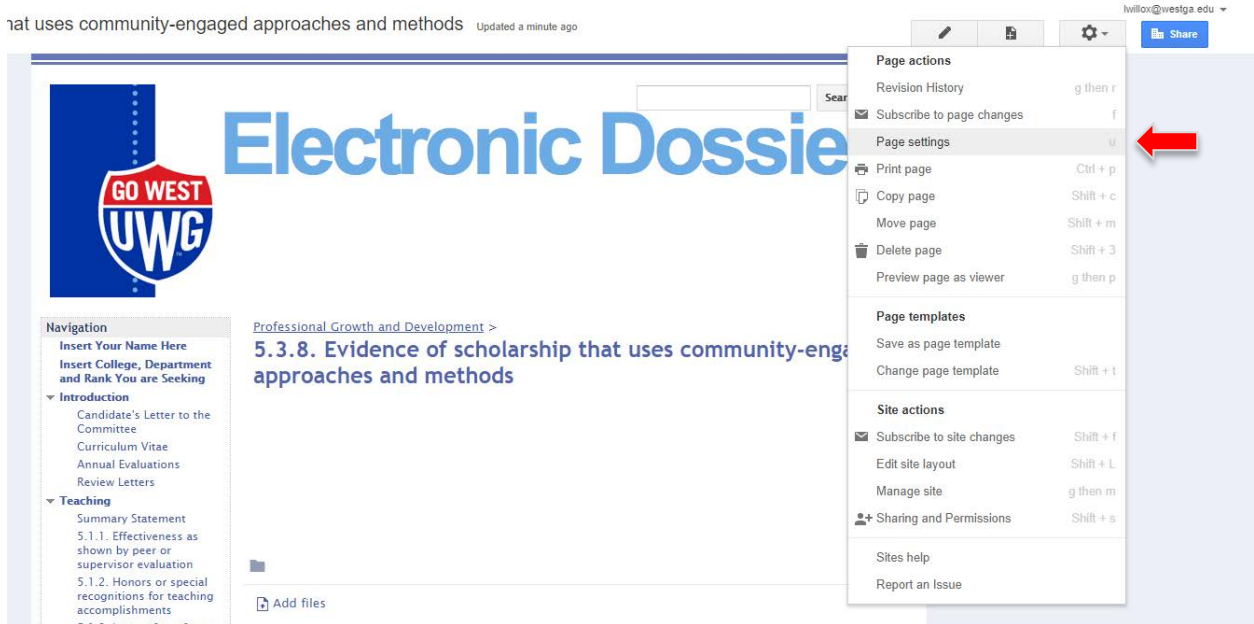 lwillox@westga.edu
hat uses community-engaged approaches and methods Updated a minute ago
Share
Sear
Electronic Dossie
GO WEST
UWG
Page actions
Revision History g then r
Subscribe to page changes f
Page settings u
Print page Ctrl + p
Copy page Shift + c
Move page Shift + m
Delete page Shift + 3
Preview page as viewer g then p
Page templates
Save as page template
Change page template Shift + t
Site actions
Subscribe to site changes Shift + f
Edit site layout Shift + L
Manage site g then m
Sharing and Permissions Shift + s
Sites help
Report an Issue
Navigation
Insert Your Name Here
Insert College, Department
and Rank You are Seeking
Introduction
Candidate's Letter to the
Committee
Curriculum Vitae
Annual Evaluations
Review Letters
Teaching
Summary Statement
5.1.1. Effectiveness as
shown by peer or
supervisor evaluation
5.1.2. Honors or special
recognitions for teaching
accomplishments
Professional Growth and Development >
5.3.8. Evidence of scholarship that uses community-enga
approaches and methods
Add files